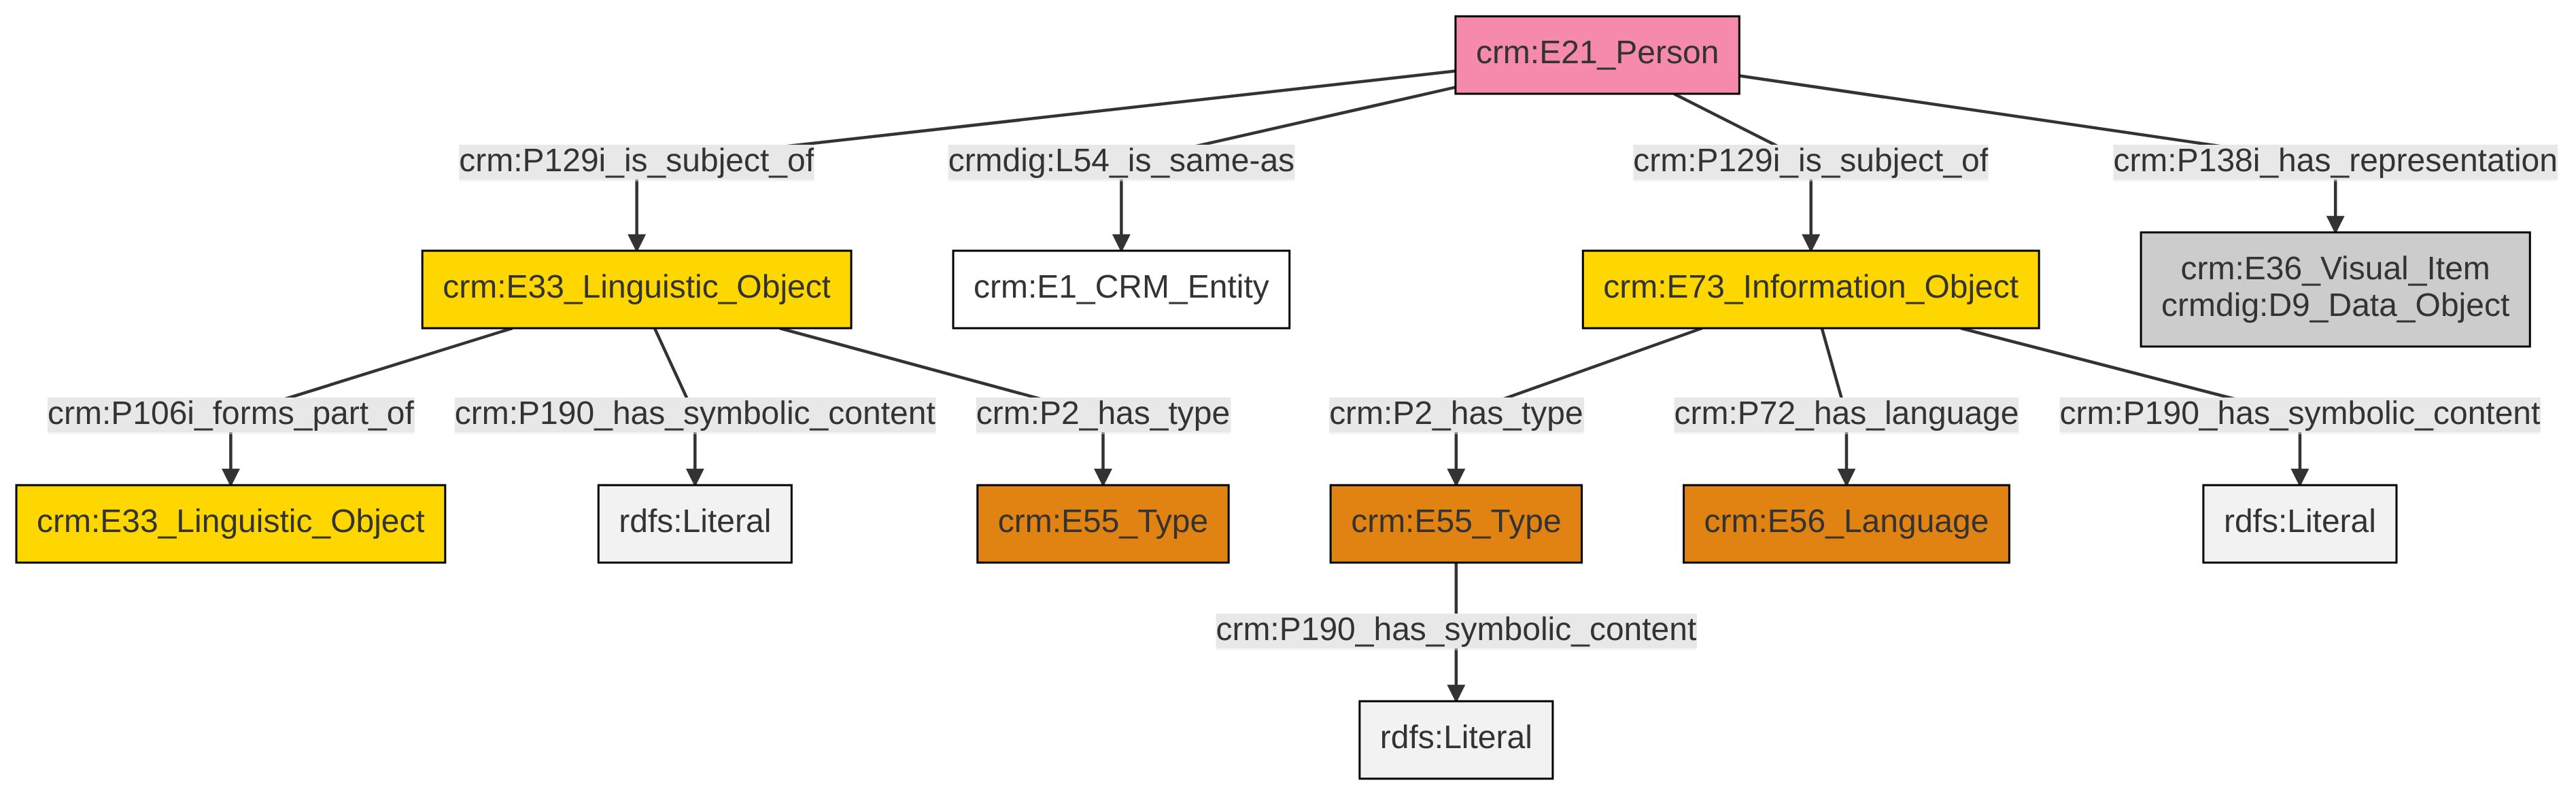 crm:E21_Person
crm:P129i_is_subject_of
crmdig:L54_is_same-as
crm:P129i_is_subject_of
crm:P138i_has_representation
crm:E33_Linguistic_Object
crm:E1_CRM_Entity
crm:E73_Information_Object
crm:E36_Visual_Item
crmdig:D9_Data_Object
crm:P106i_forms_part_of
crm:P190_has_symbolic_content
crm:P2_has_type
crm:P2_has_type
crm:P72_has_language
crm:P190_has_symbolic_content
crm:E33_Linguistic_Object
rdfs:Literal
crm:E55_Type
crm:E55_Type
crm:E56_Language
rdfs:Literal
crm:P190_has_symbolic_content
rdfs:Literal